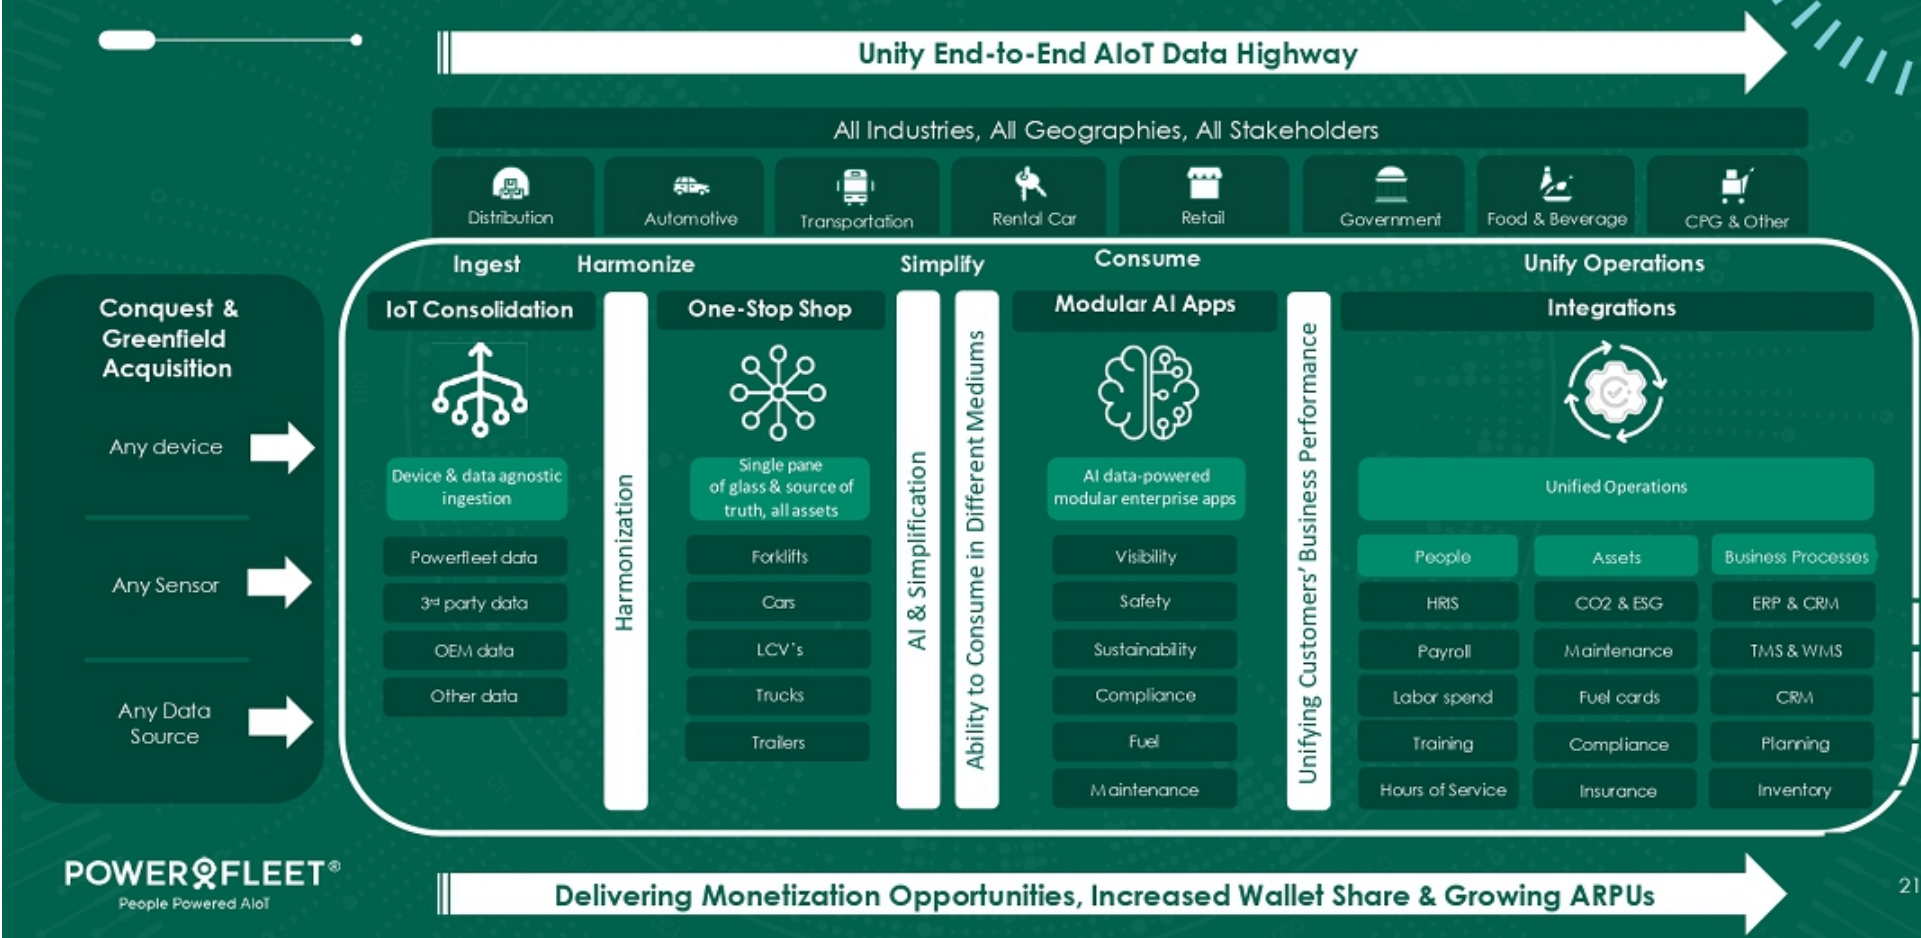 Unity End-to-End AIoT Data Highway
All Industries, All Geographies, All Stakeholders
Distribution
Automotive
Transportation
Rental Car
Retail
Government
Food & Beverage
CPG & Other
Conquest &
Greenfield
Acquisition
Any device
Any Sensor
Any Data
Source
Ingest
Harmonize
Simplify
Consume
Unify Operations
IoT Consolidation
Device & data agnostic
ingestion
Powerfleet data
3rd party data
OEM data
Other data
Harmonization
One-Stop Shop
Single pane
of glass & source of
truth, all assets
Forklifts
Cars
LCV's
Trucks
Trailers
AI & Simplification
Ability to Consume in Different Mediums
Modular AI Apps
AI data-powered
modular enterprise apps
Visibility
Safety
Sustainability
Compliance
Fuel
Maintenance
Unifying Customers' Business Performance
Integrations
Unified Operations
People
HRIS
Payroll
Labor spend
Training
Hours of Service
Assets
CO2 & ESG
Maintenance
Fuel cards
Compliance
Insurance
Business Processes
ERP & CRM
TMS & WMS
CRM
Planning
Inventory
POWERFLEET®
People Powered AIoT
Delivering Monetization Opportunities, Increased Wallet Share & Growing ARPUs
21